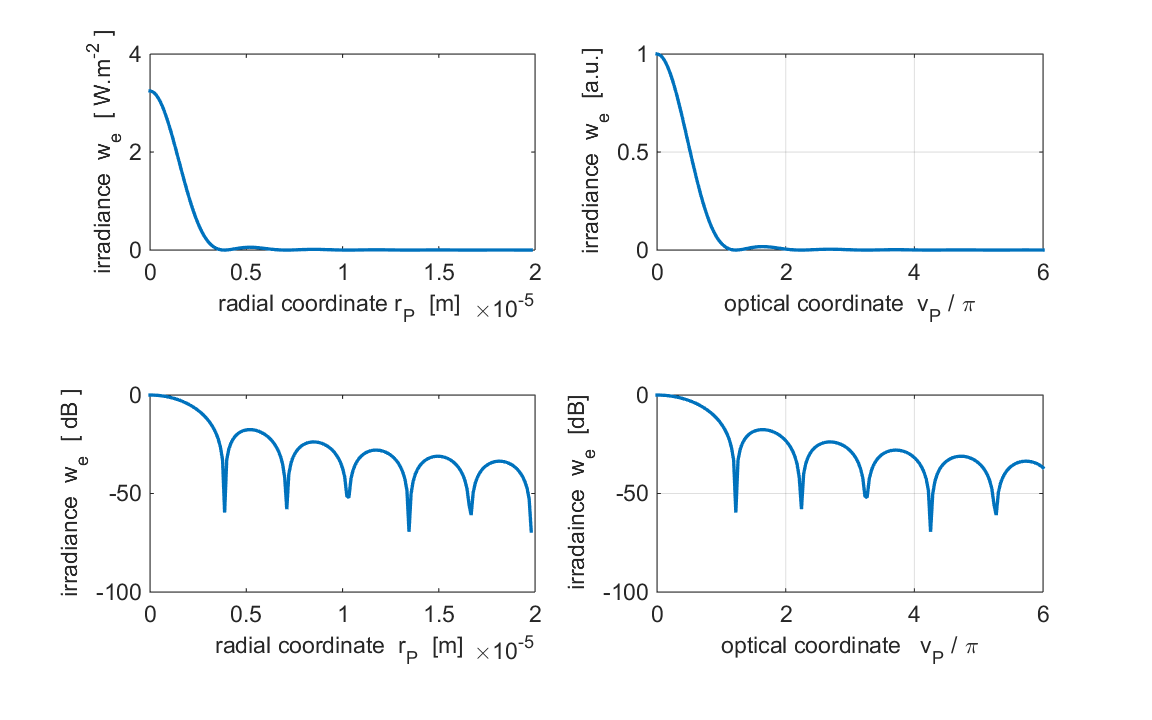 irradiance w_e [ W.m^-2 ]
4
2
0
0 0.5 1 1.5 2
radial coordinate r_P [m] ×10^-5
irradiance w_e [a.u.]
1
0.5
0
0 2 4 6
optical coordinate v_P / π
irradiance w_e [ dB ]
0
-50
-100
0 0.5 1 1.5 2
radial coordinate r_P [m] ×10^-5
irradaince w_e [dB]
0
-50
-100
0 2 4 6
optical coordinate v_P / π